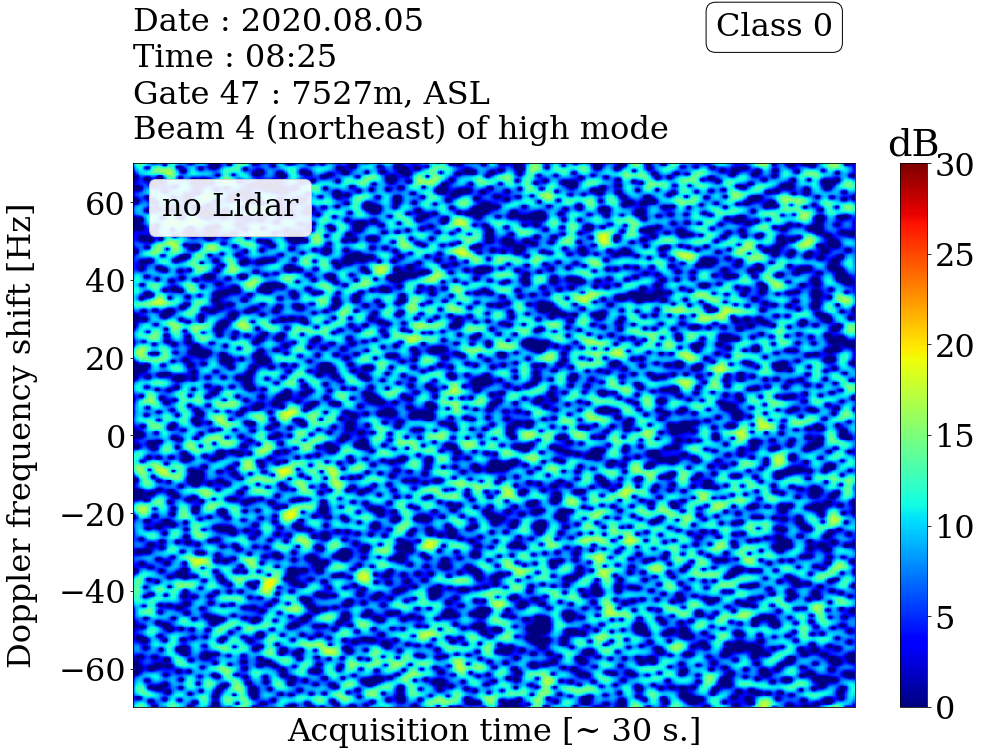 Date : 2020.08.05
Time : 08:25
Gate 47 : 7527m, ASL
Beam 4 (northeast) of high mode
Class 0
no Lidar
dB
30
25
20
15
10
5
0
Doppler frequency shift [Hz]
60
40
20
0
−20
−40
−60
Acquisition time [~ 30 s.]